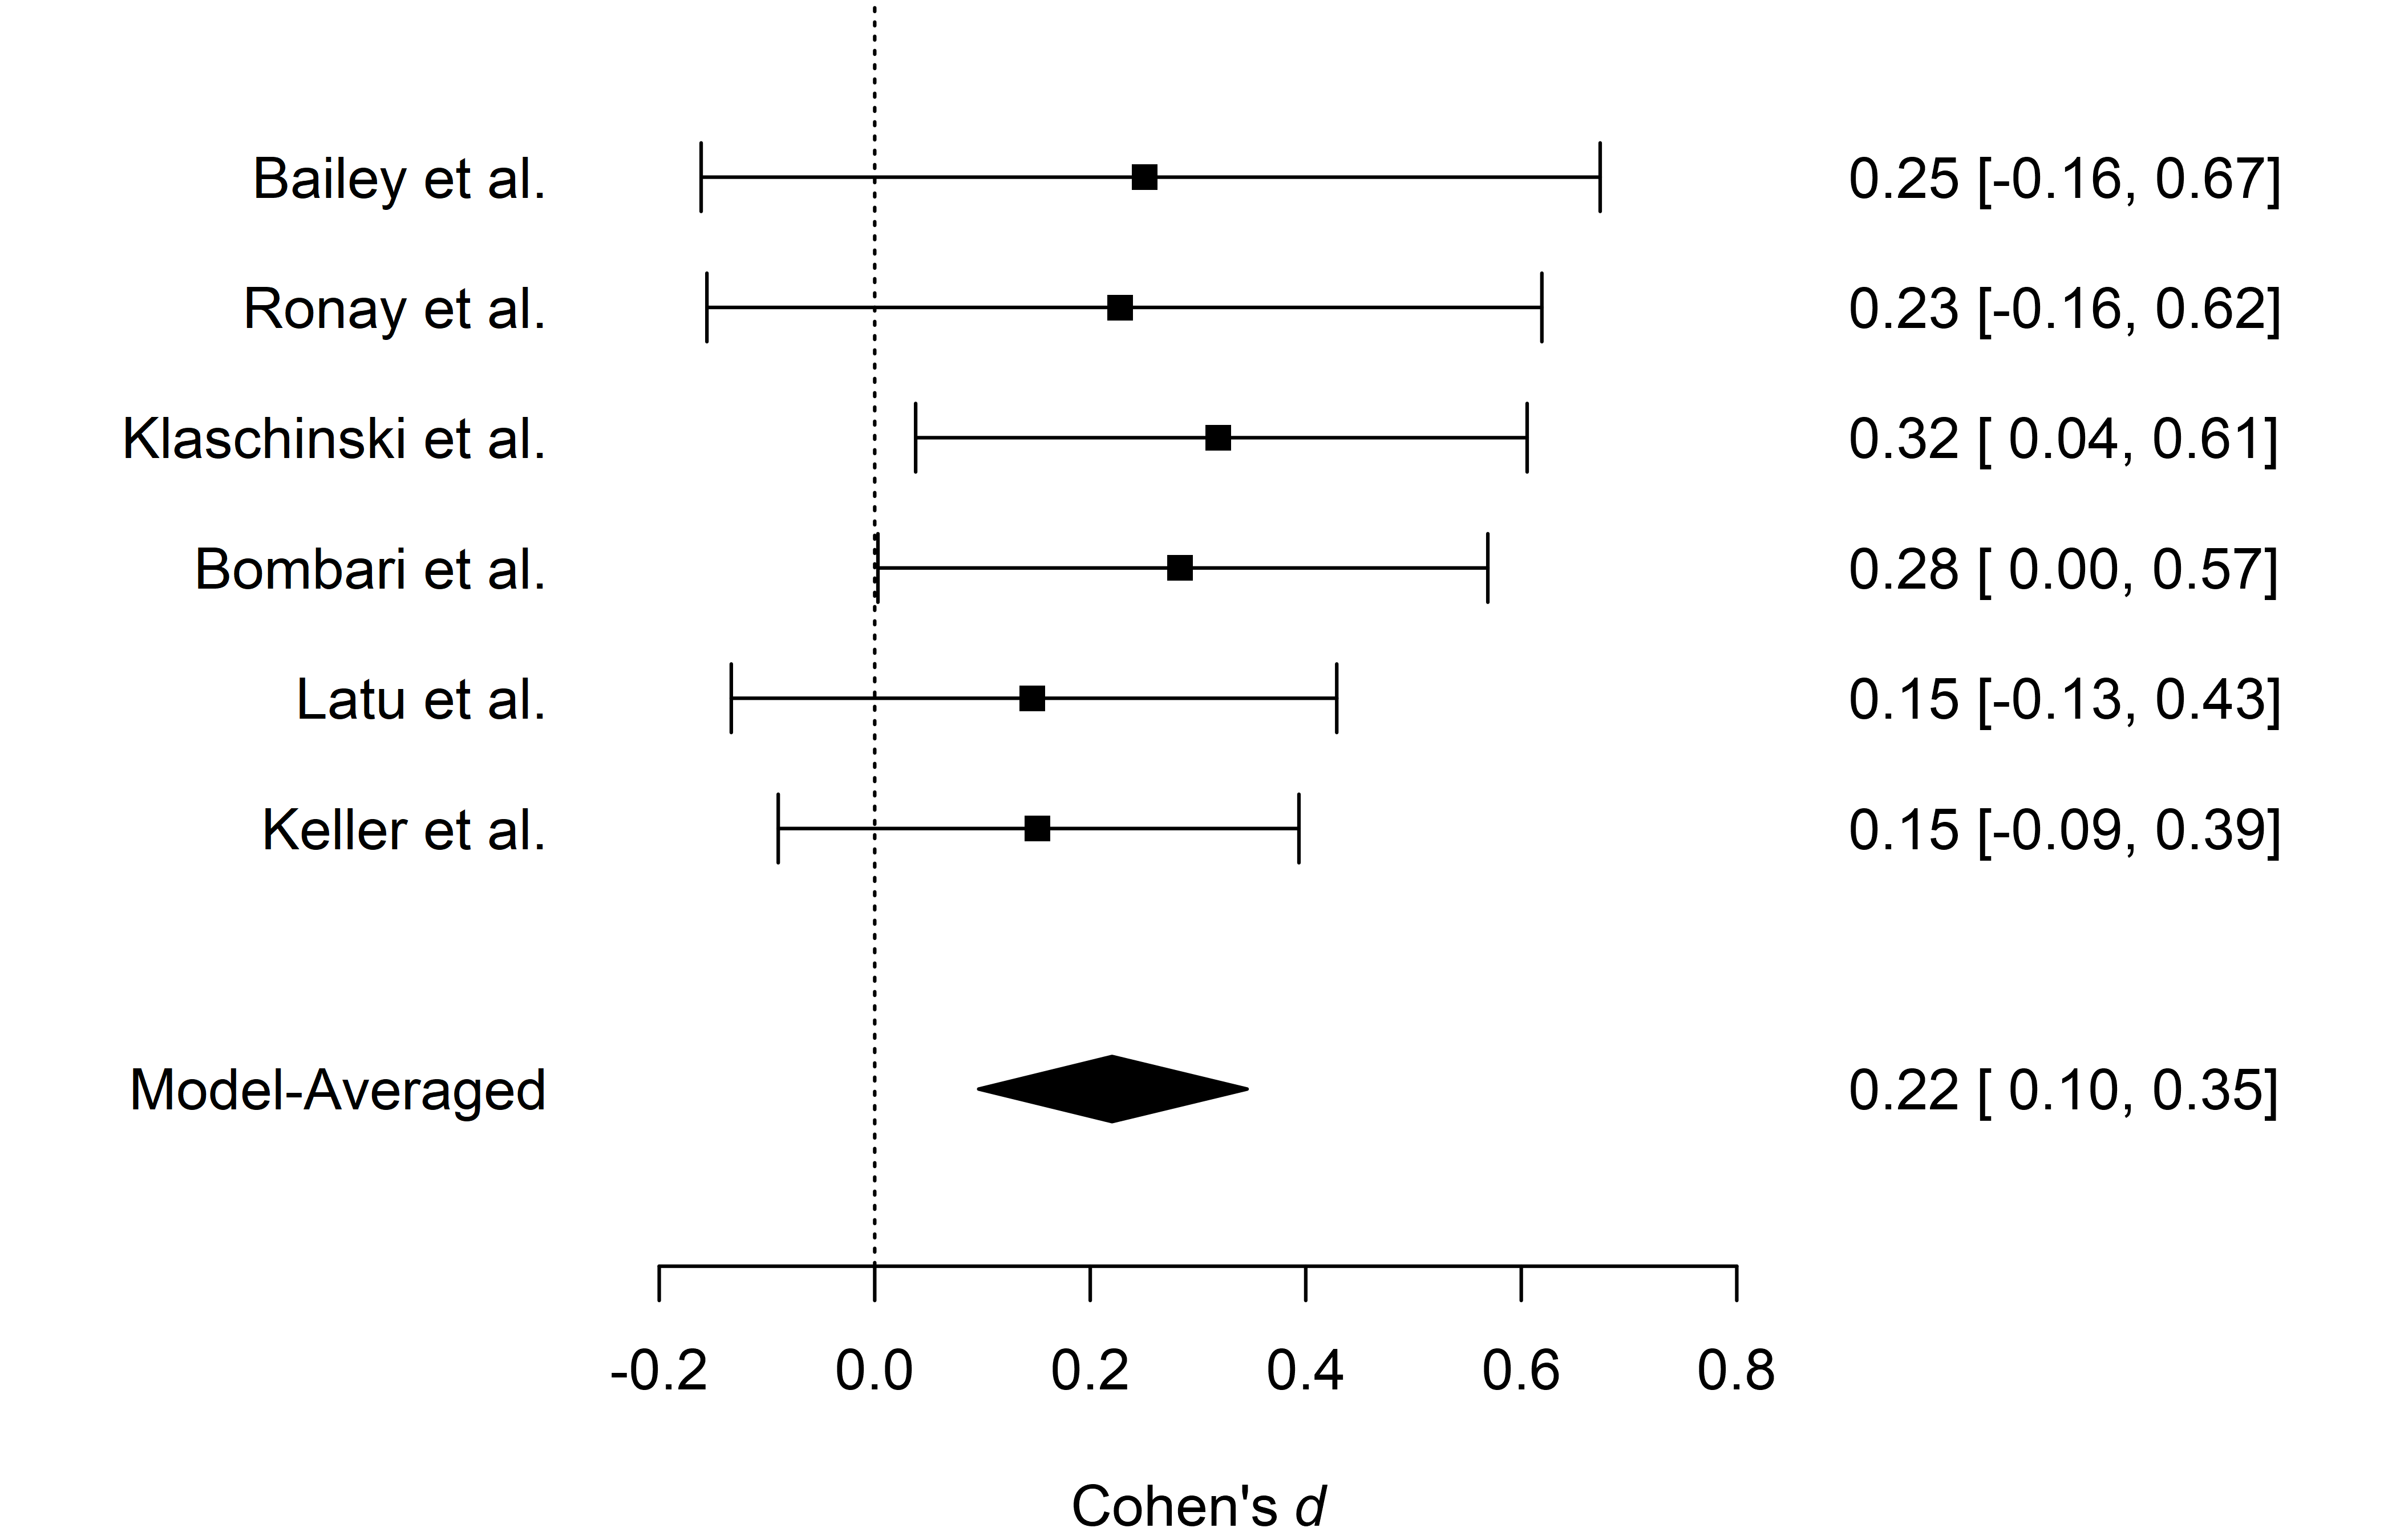 Bailey et al. 0.25 [-0.16, 0.67]
Ronay et al. 0.23 [-0.16, 0.62]
Klaschinski et al. 0.32 [ 0.04, 0.61]
Bombari et al. 0.28 [ 0.00, 0.57]
Latu et al. 0.15 [-0.13, 0.43]
Keller et al. 0.15 [-0.09, 0.39]
Model-Averaged 0.22 [ 0.10, 0.35]
-0.2 0.0 0.2 0.4 0.6 0.8
Cohen's d